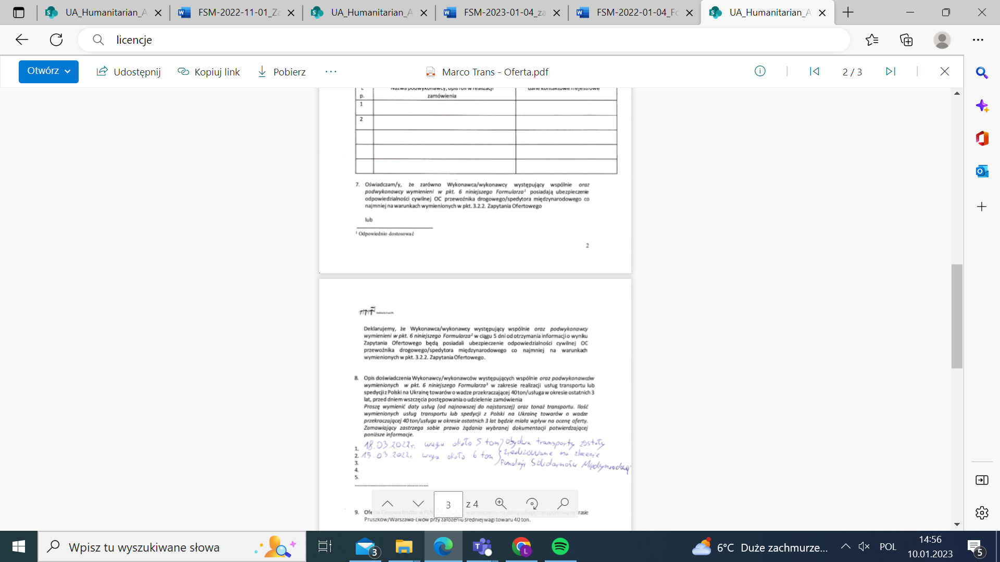 UA_Humanitarian_A
FSM-2022-11-01_Za
UA_Humanitarian_A
FSM-2023-01-04_za
FSM-2022-01-04_Fo
UA_Humanitarian_A
licencje
Otwórz
Udostępnij
Kopiuj link
Pobierz
Marco Trans - Oferta.pdf
2 / 3
Nazwa podwykonawcy, opis roli w realizacji
dane kontaktowe i rejestrowe
p.
zamówienia
1
2
7. Oświadczam/y, że zarówno Wykonawca/wykonawcy występujący wspólnie oraz
podwykonawcy wymienieni w pkt. 6 niniejszego Formularza¹ posiadają ubezpieczenie
odpowiedzialności cywilnej OC przewoźnika drogowego/spedytora międzynarodowego co
najmniej na warunkach wymienionych w pkt. 3.2.2. Zapytania Ofertowego
lub
¹ Odpowiednio dostosować
2
Deklarujemy, że Wykonawca/wykonawcy występujący wspólnie oraz podwykonawcy
wymienieni w pkt. 6 niniejszego Formularza² w ciągu 5 dni od otrzymania informacji o wyniku
Zapytania Ofertowego będą posiadali ubezpieczenie odpowiedzialności cywilnej OC
przewoźnika drogowego/spedytora międzynarodowego co najmniej na warunkach
wymienionych w pkt. 3.2.2. Zapytania Ofertowego.
8. Opis doświadczenia Wykonawcy/wykonawców występujących wspólnie oraz podwykonawców
wymienionych w pkt. 6 niniejszego Formularza³ w zakresie realizacji usług transportu lub
spedycji z Polski na Ukrainę towarów o wadze przekraczającej 40 ton/usługa w okresie ostatnich 3
lat, przed dniem wszczęcia postępowania o udzielenie zamówienia
Proszę wymienić daty usług (od najnowszej do najstarszej) oraz tonaż transportu. Ilość
wymienionych usług transportu lub spedycji z Polski na Ukrainę towarów o wadze
przekraczającej 40 ton/usługa w okresie ostatnich 3 lat będzie miała wpływ na ocenę oferty.
Zamawiający zastrzega sobie prawo żądania wybranej dokumentacji potwierdzającej
poniższe informacje.
1. 18.03.2022r. waga około 5 ton } obydwa transporty zostały
2. 15.03.2022r. waga około 6 ton } zrealizowane na zlecenie
3. Fundacji Solidarności Międzynarodowej
4.
5.
3 z 4
9. Oferta Cenowa brutto w PLN w przeliczeniu na jedną usługę transportową na trasie
Pruszków/Warszawa-Lwów przy założeniu średniej wagi towaru 40 ton.
Wpisz tu wyszukiwane słowa
3
L
6°C Duże zachmurze...
POL
14:56
10.01.2023
5